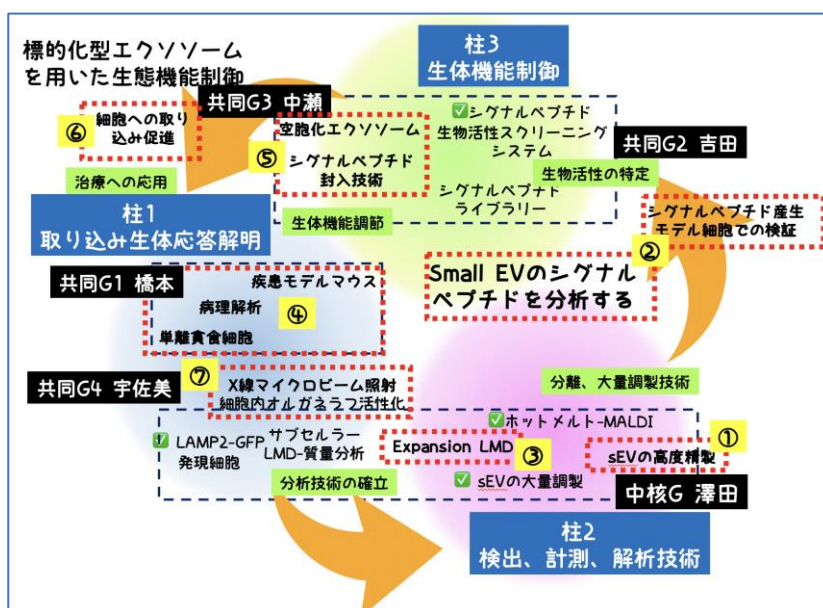 標的化型エクソソーム
を用いた生態機能制御
柱3
生体機能制御
共同G3 中瀬
⑥
細胞への取り
込み促進
治療への応用
⑤
空胞化エクソソーム
シグナルペプチド
封入技術
生体機能調節
✅シグナルペプチド
生物活性スクリーニング
システム
シグナルペプチド
ライブラリー
共同G2 吉田
生物活性の特定
②
シグナルペプチド産生
モデル細胞での検証
柱1
取り込み生体応答解明
Small EVのシグナル
ペプチドを分析する
共同G1 橋本
疾患モデルマウス
病理解析
④
単離貪食細胞
共同G4 宇佐美
⑦
X線マイクロビーム照射
細胞内オルガネラフ活性化
分離、大量調製技術
✅ホットメルト-MALDI
①
sEVの高度精製
✅LAMP2-GFP
発現細胞
サブセルラー
LMD-質量分析
Expansion LMD
③
✅sEVの大量調製
分析技術の確立
中核G 澤田
柱2
検出、計測、解析技術